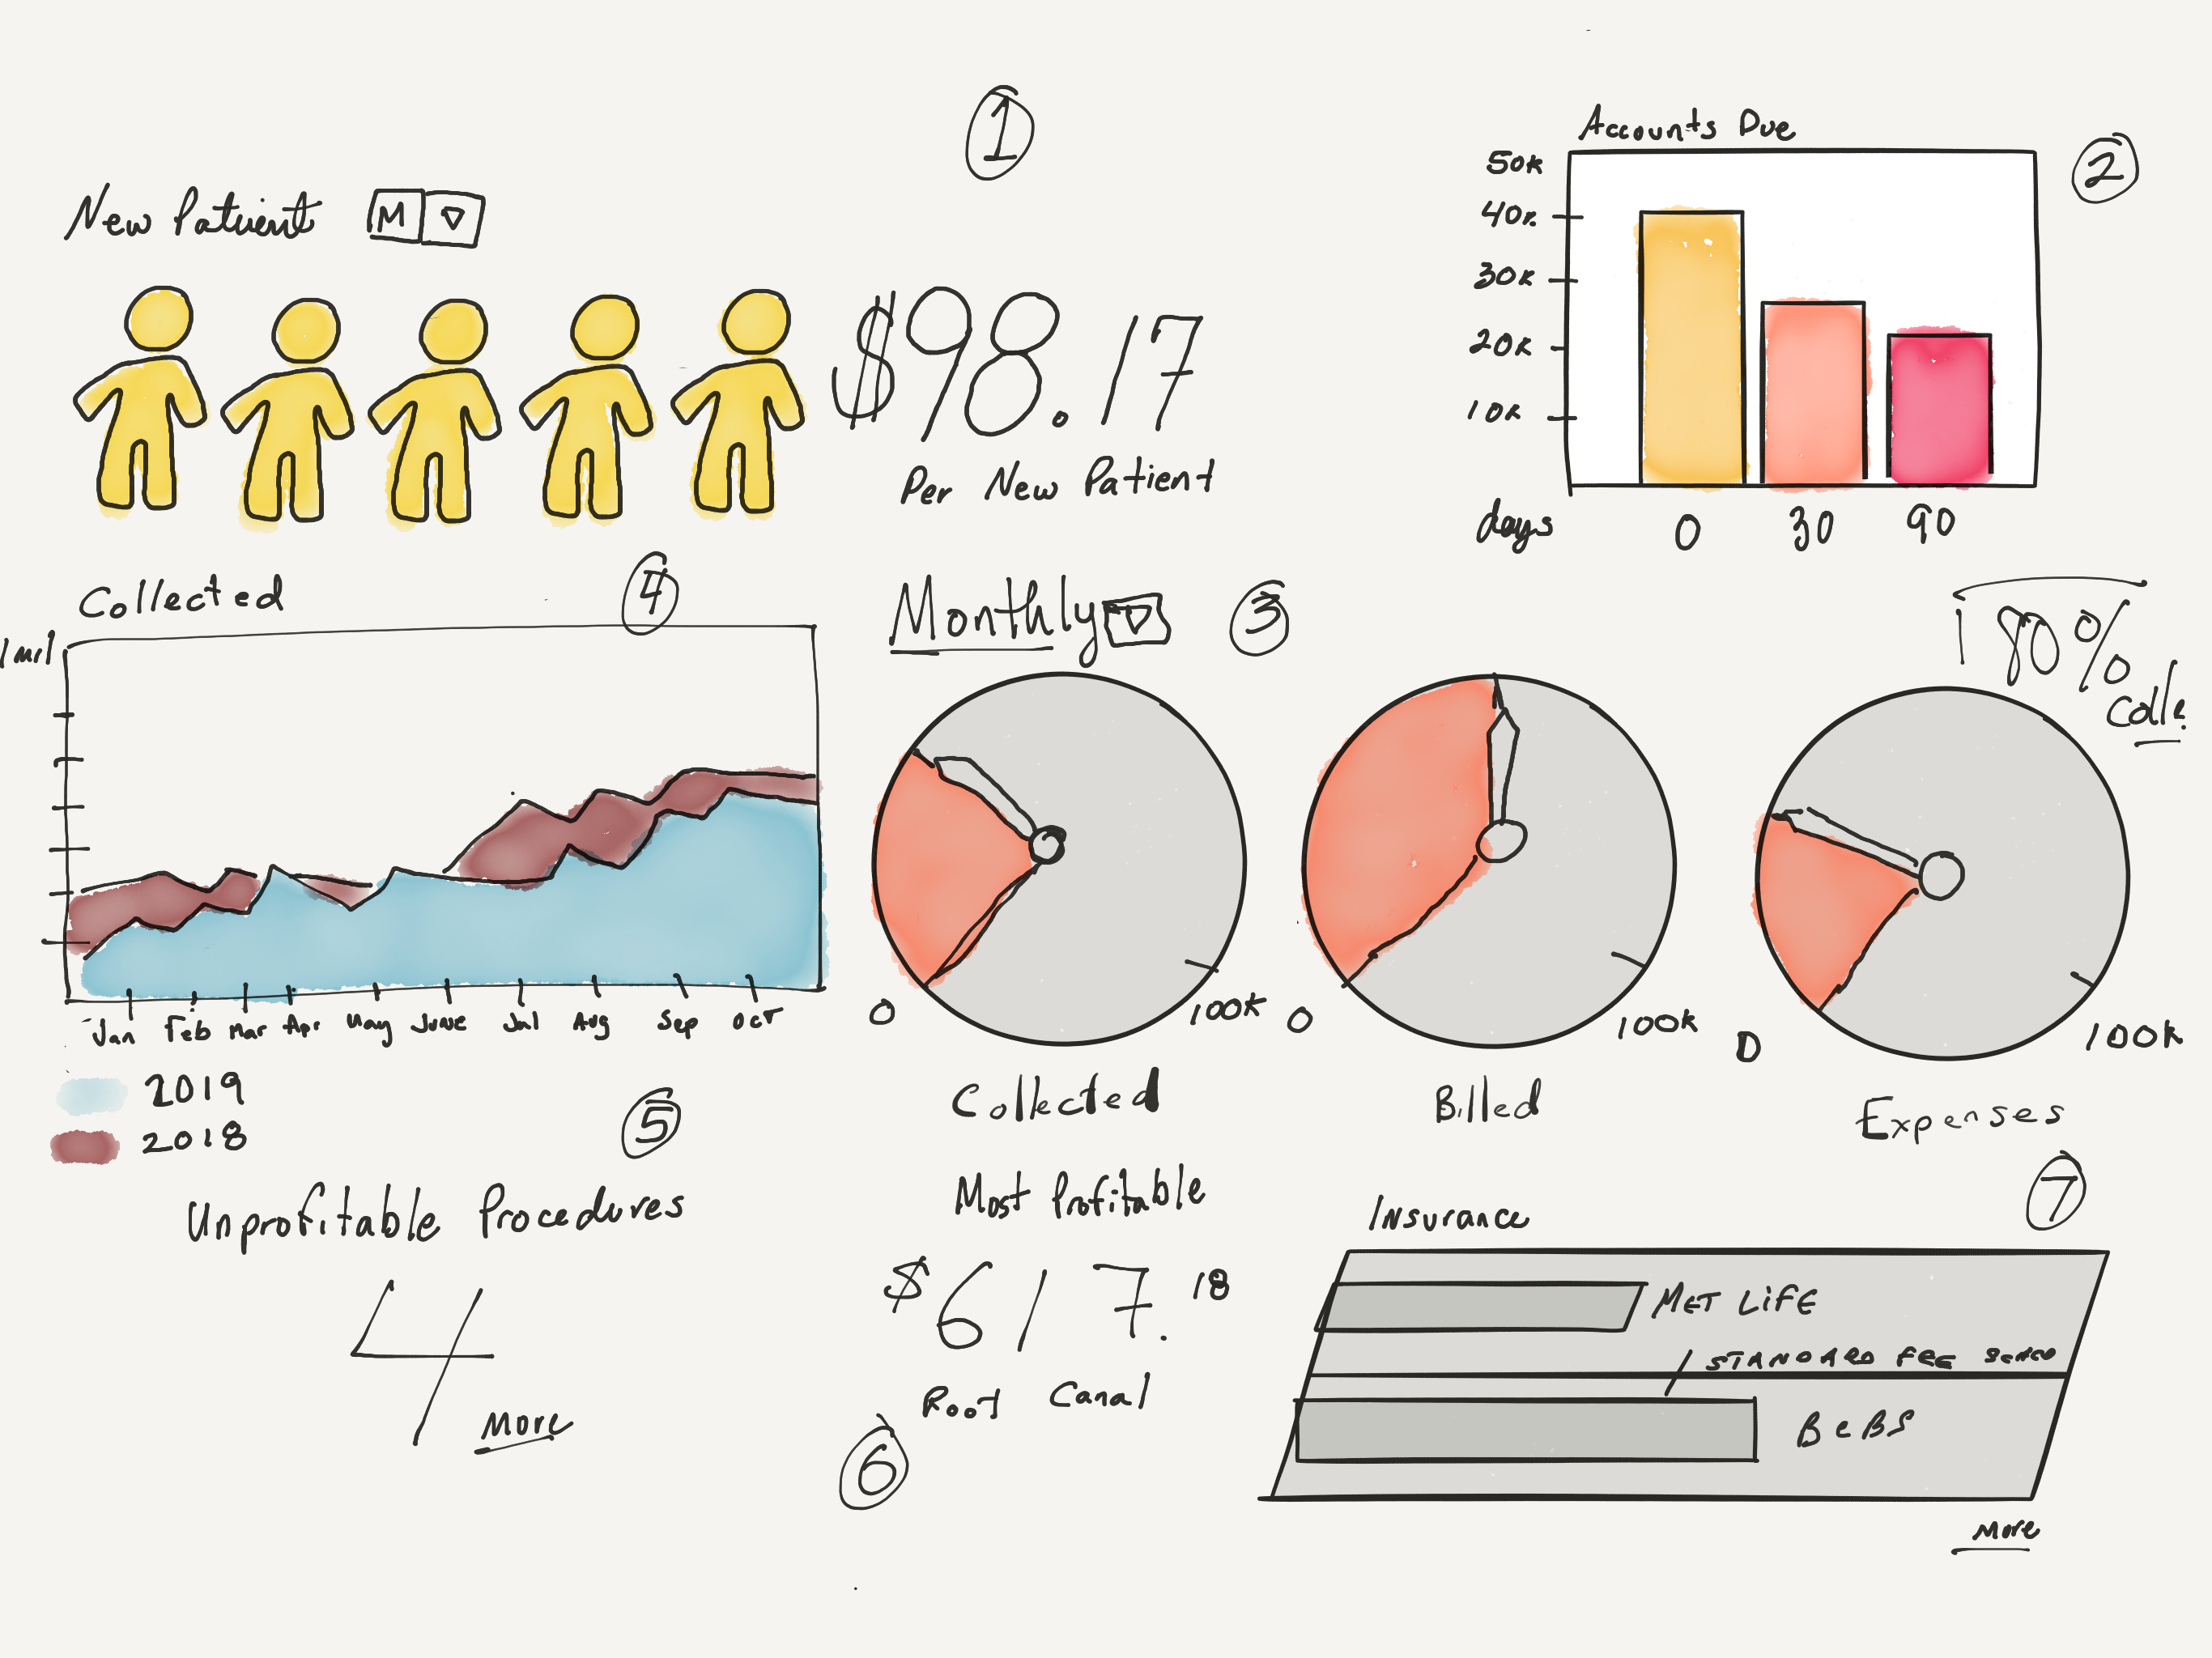 1
New Patient M
$98.17
Per New Patient
Accounts Due
2
50K
40K
30K
20K
10K
days 0 30 90
Collected
4
1 mil
Jan Feb Mar Apr May June Jul Aug Sep Oct
2019
2018
Monthly
3
80%
0 100K
Collected
0 100K
Billed
0 100K
Expenses
5
Unprofitable Procedures
4
More
Most Profitable
$617.18
Root Canal
6
7
Insurance
MET LIFE
STANDARD FEE
BCBS
More